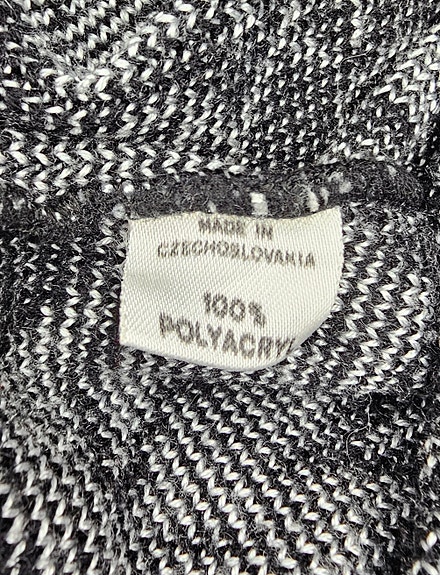 MADE IN
CZECHOSLOVAKIA
100%
POLYACRYL